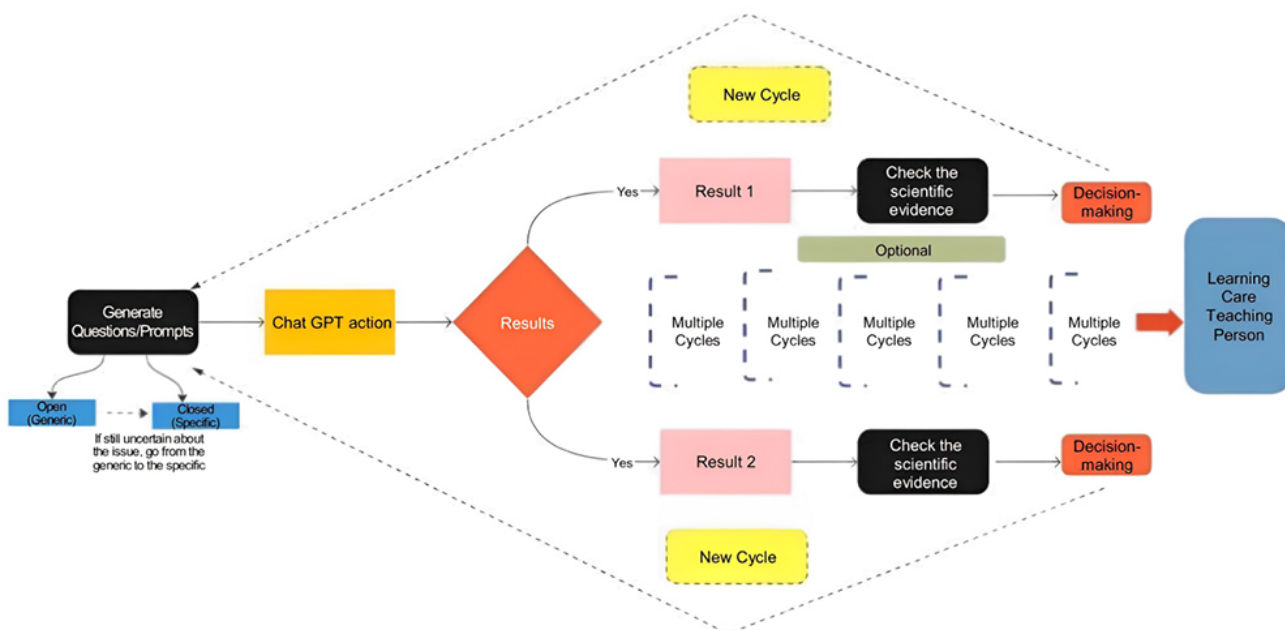 New Cycle
Yes
Result 1
Check the
scientific
evidence
Decision-
making
Optional
Generate
Questions/Prompts
Chat GPT action
Results
Multiple
Cycles
Multiple
Cycles
Multiple
Cycles
Multiple
Cycles
Multiple
Cycles
Learning
Care
Teaching
Person
Open
(Generic)
Closed
(Specific)
If still uncertain about
the issue, go from the
generic to the specific
Yes
Result 2
Check the
scientific
evidence
Decision-
making
New Cycle